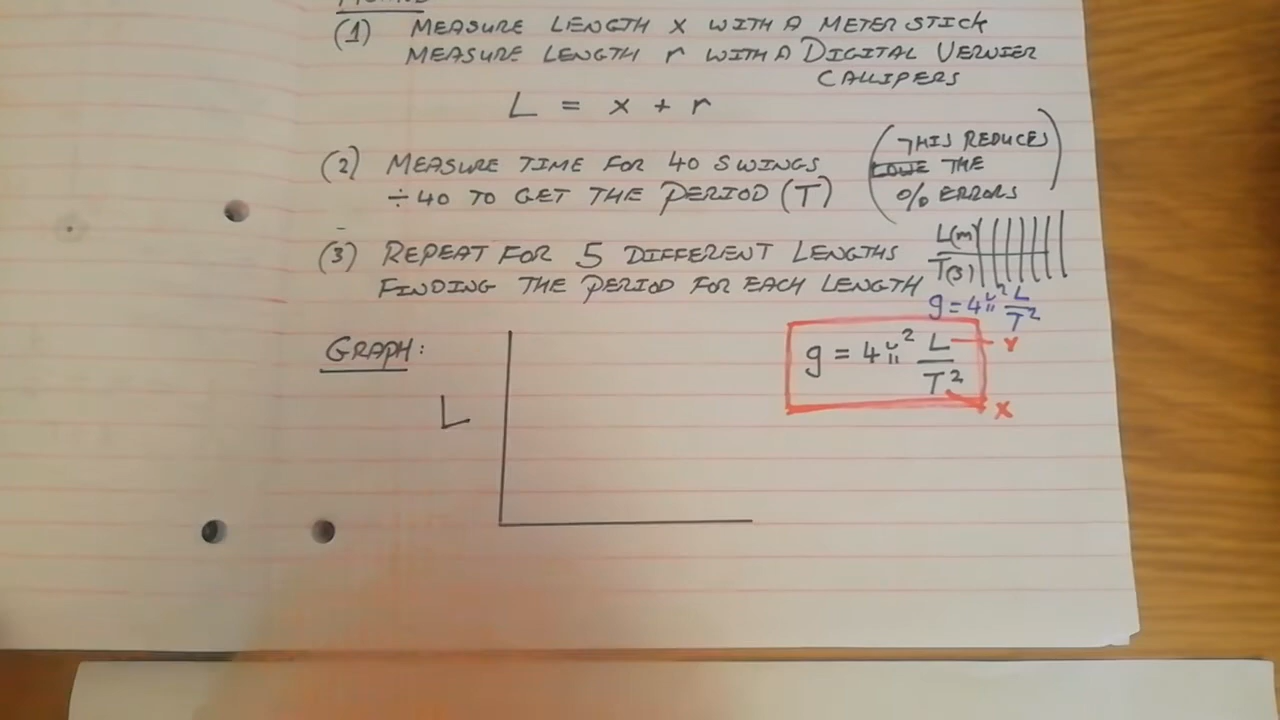 (1) MEASURE LENGTH x WITH A METER STICK
MEASURE LENGTH r WITH A DIGITAL VERNIER
CALLIPERS
L = x + r
(2) MEASURE TIME FOR 40 SWINGS
÷ 40 TO GET THE PERIOD (T)
(THIS REDUCES
THE
% ERRORS)
(3) REPEAT FOR 5 DIFFERENT LENGTHS
FINDING THE PERIOD FOR EACH LENGTH
L(m)
T(s)
g = 4π² L/T²
GRAPH:
g = 4π² L/T²
Y
X
L